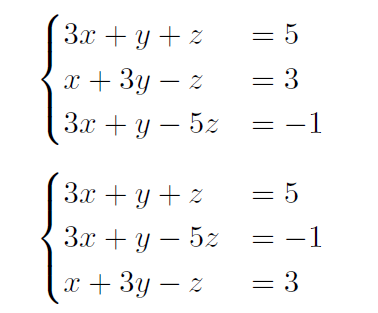 3x + y + z = 5
x + 3y − z = 3
3x + y − 5z = −1
3x + y + z = 5
3x + y − 5z = −1
x + 3y − z = 3